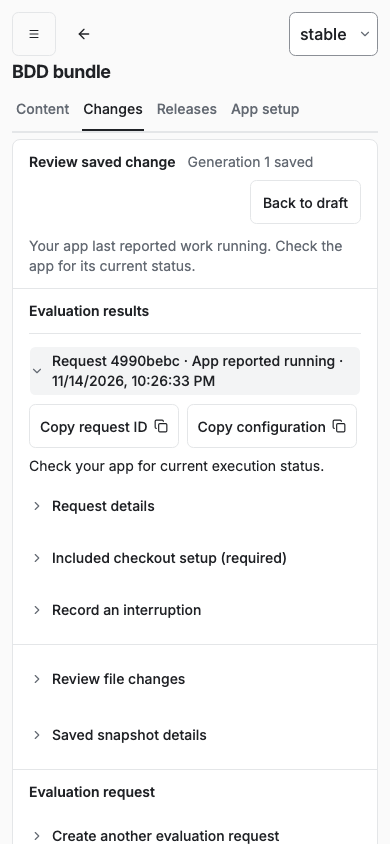 stable
BDD bundle
Content Changes Releases App setup
Review saved change Generation 1 saved
Back to draft
Your app last reported work running. Check the
app for its current status.
Evaluation results
Request 4990bebc · App reported running ·
11/14/2026, 10:26:33 PM
Copy request ID Copy configuration
Check your app for current execution status.
Request details
Included checkout setup (required)
Record an interruption
Review file changes
Saved snapshot details
Evaluation request
Create another evaluation request